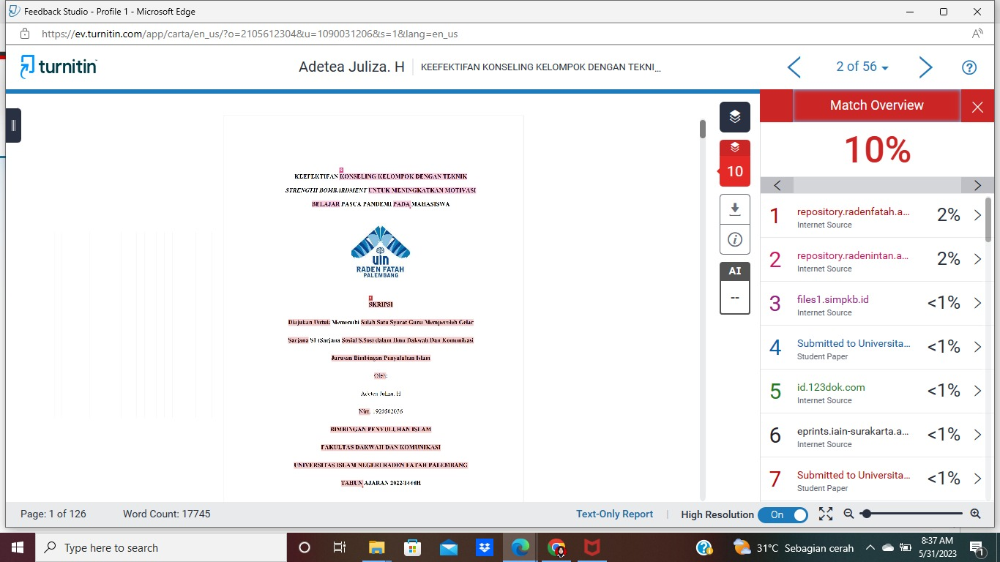 Feedback Studio - Profile 1 - Microsoft Edge
https://ev.turnitin.com/app/carta/en_us/?o=2105612304&u=1090031206&s=1&lang=en_us
turnitin
Adetea Juliza. H
KEEFEKTIFAN KONSELING KELOMPOK DENGAN TEKNI...
2 of 56
Match Overview
10%
10
AI
--
KEEFEKTIFAN KONSELING KELOMPOK DENGAN TEKNIK
STRENGTH BOMBARDMENT UNTUK MENINGKATKAN MOTIVASI
BELAJAR PASCA PANDEMI PADA MAHASISWA
uin
RADEN FATAH
PALEMBANG
SKRIPSI
Diajukan Untuk Memenuhi Salah Satu Syarat Guna Memperoleh Gelar
Sarjana S1 (Sarjana Sosial S.Sos) dalam Ilmu Dakwah Dan Komunikasi
Jurusan Bimbingan Penyuluhan Islam
Oleh:
Adetea Juliza. H
Nim.
BIMBINGAN PENYULUHAN ISLAM
FAKULTAS DAKWAH DAN KOMUNIKASI
UNIVERSITAS ISLAM NEGERI RADEN FATAH PALEMBANG
TAHUN AJARAN 2022/1444H
1 repository.radenfatah.a... 2%
Internet Source
2 repository.radenintan.a... 2%
Internet Source
3 files1.simpkb.id <1%
Internet Source
4 Submitted to Universita... <1%
Student Paper
5 id.123dok.com <1%
Internet Source
6 eprints.iain-surakarta.a... <1%
Internet Source
7 Submitted to Universita... <1%
Student Paper
Page: 1 of 126
Word Count: 17745
Text-Only Report
High Resolution
On
Type here to search
31°C Sebagian cerah
8:37 AM
5/31/2023
1